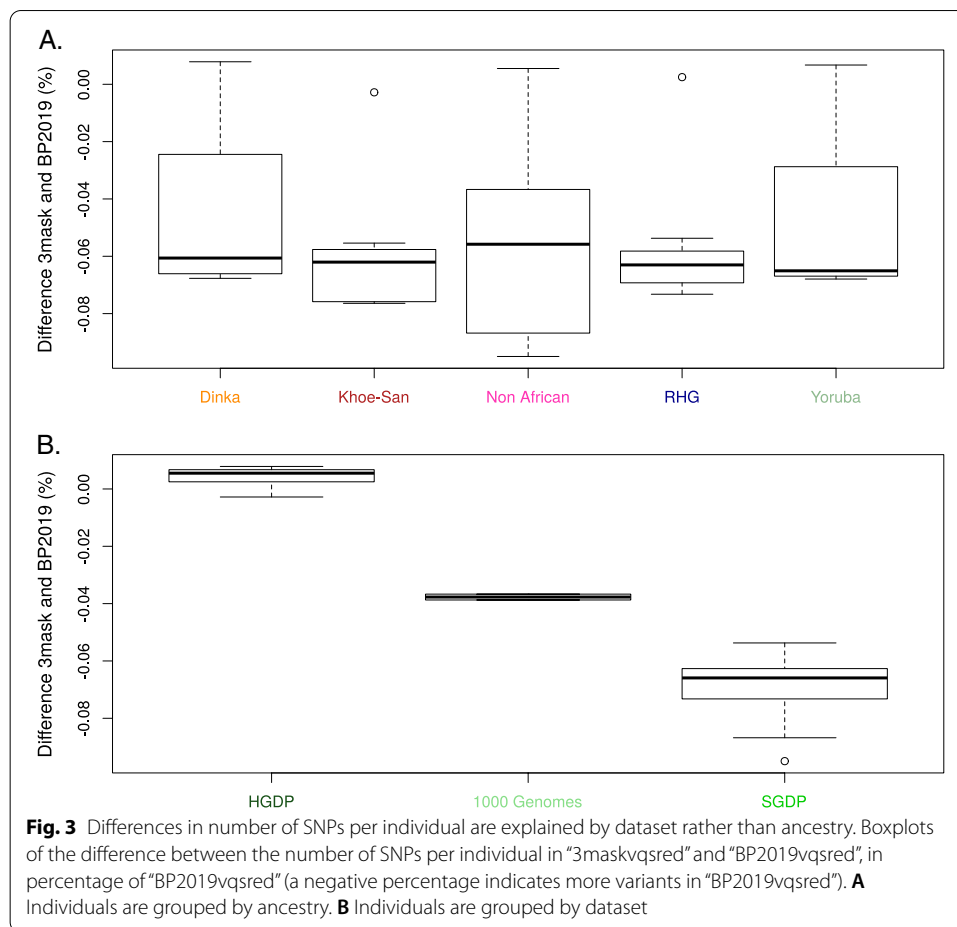 A.
Difference 3mask and BP2019 (%)
0.00
-0.02
-0.04
-0.06
-0.08
Dinka Khoe-San Non African RHG Yoruba
B.
Difference 3mask and BP2019 (%)
0.00
-0.02
-0.04
-0.06
-0.08
HGDP 1000 Genomes SGDP
Fig. 3 Differences in number of SNPs per individual are explained by dataset rather than ancestry. Boxplots
of the difference between the number of SNPs per individual in “3maskvqsred” and “BP2019vqsred”, in
percentage of “BP2019vqsred” (a negative percentage indicates more variants in “BP2019vqsred”). A
Individuals are grouped by ancestry. B Individuals are grouped by dataset